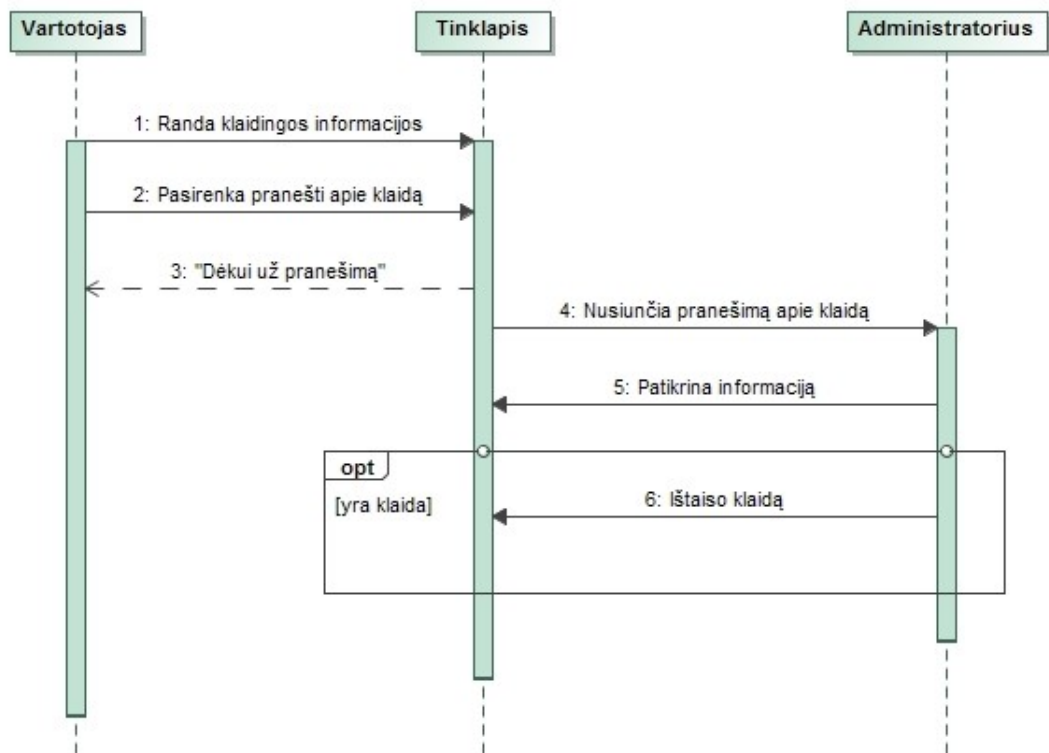 Vartotojas
Tinklapis
Administratorius
1: Randa klaidingos informacijos
2: Pasirenka pranešti apie klaidą
3: "Dėkui už pranešimą"
4: Nusiunčia pranešimą apie klaidą
5: Patikrina informaciją
opt
[yra klaida]
6: Ištaiso klaidą